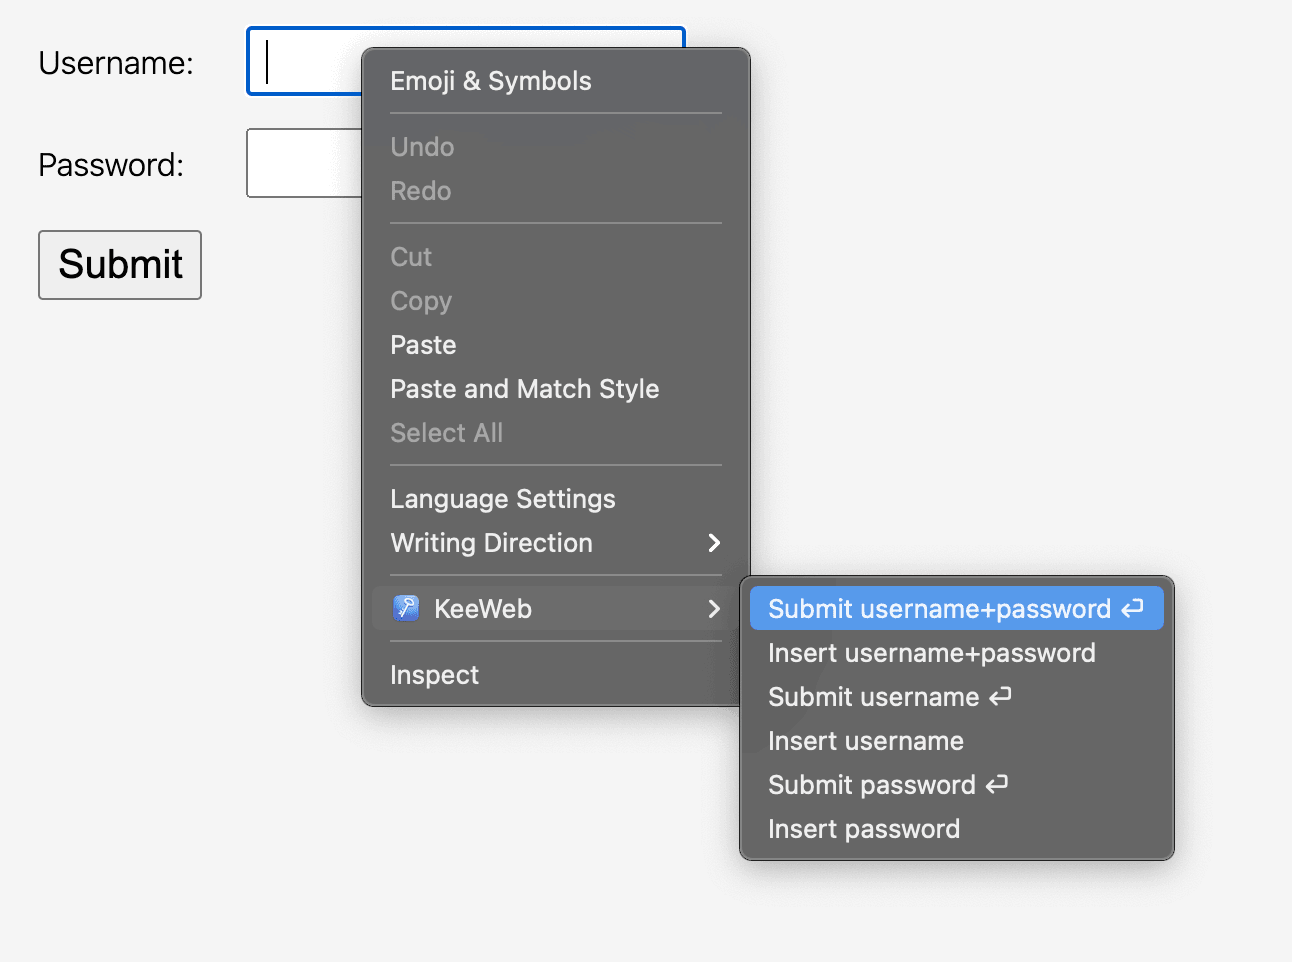 Username:
Password:
Submit
Emoji & Symbols
Undo
Redo
Cut
Copy
Paste
Paste and Match Style
Select All
Language Settings
Writing Direction
KeeWeb
Inspect
Submit username+password ↵
Insert username+password
Submit username ↵
Insert username
Submit password ↵
Insert password